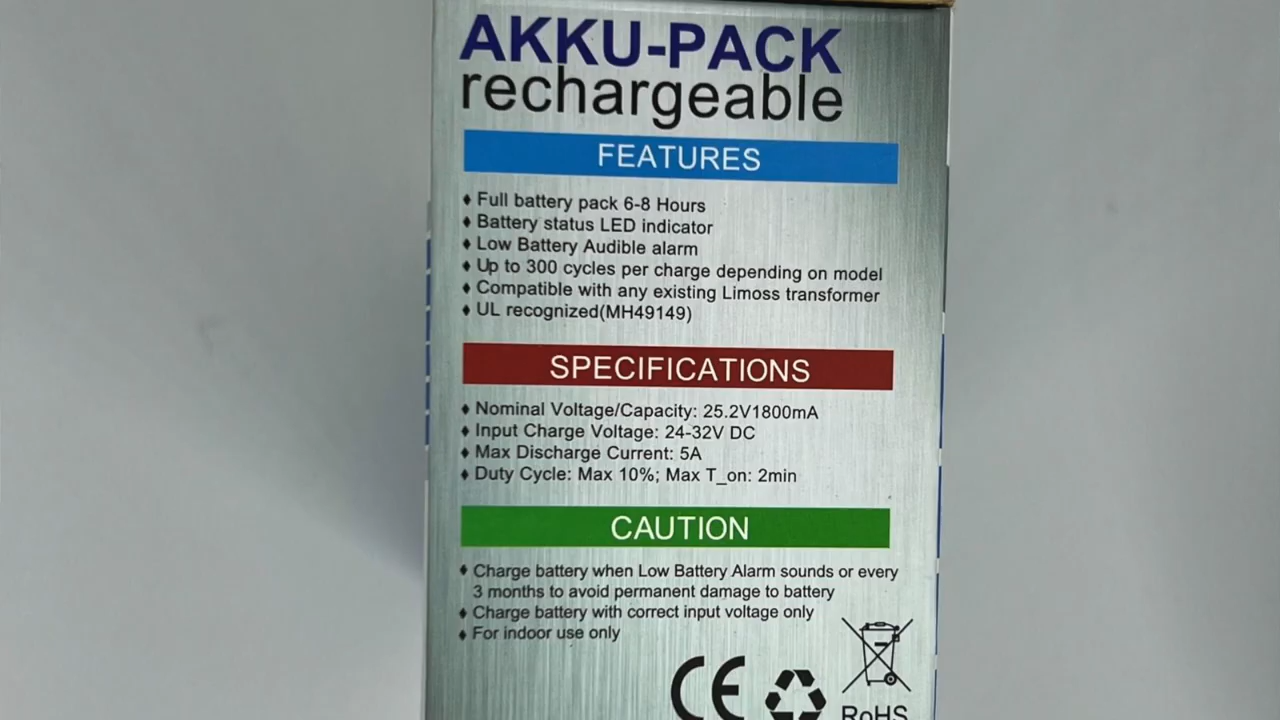 AKKU-PACK
rechargeable
FEATURES
♦ Full battery pack 6-8 Hours
♦ Battery status LED indicator
♦ Low Battery Audible alarm
♦ Up to 300 cycles per charge depending on model
♦ Compatible with any existing Limoss transformer
♦ UL recognized(MH49149)
SPECIFICATIONS
♦ Nominal Voltage/Capacity: 25.2V1800mA
♦ Input Charge Voltage: 24-32V DC
♦ Max Discharge Current: 5A
♦ Duty Cycle: Max 10%; Max T_on: 2min
CAUTION
♦ Charge battery when Low Battery Alarm sounds or every
3 months to avoid permanent damage to battery
♦ Charge battery with correct input voltage only
♦ For indoor use only
CE
RoHS